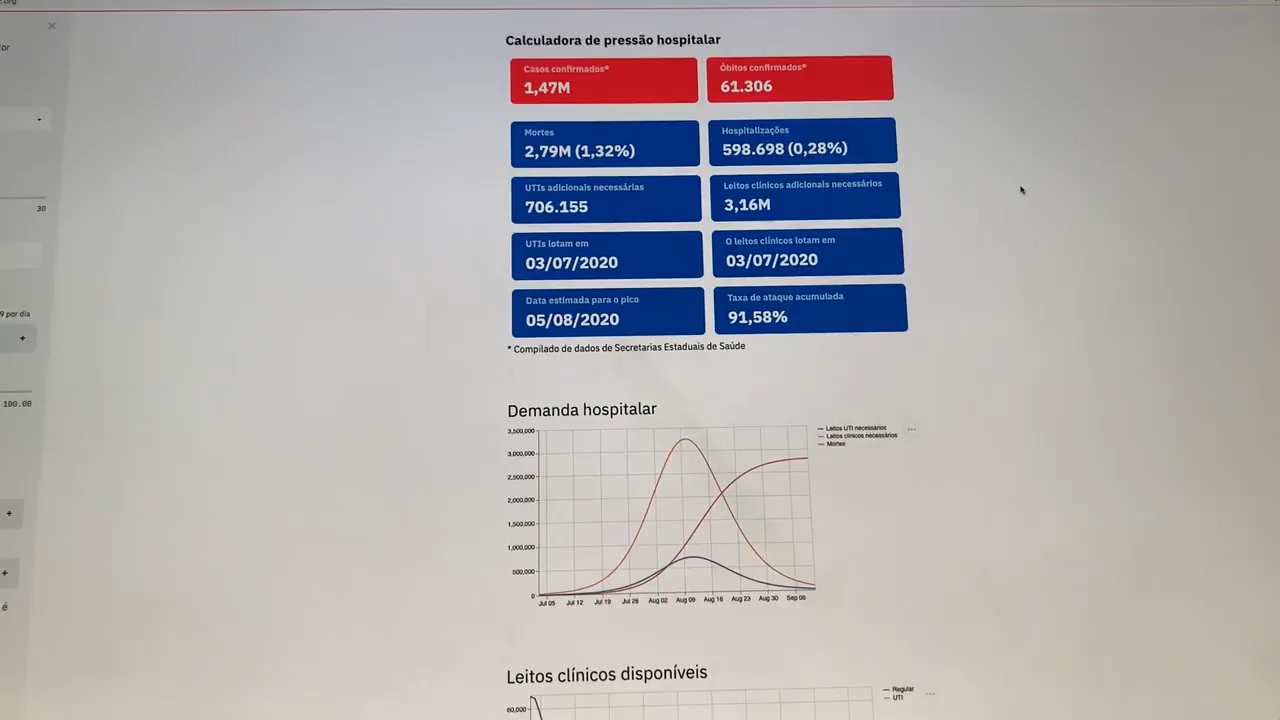 .org
Calculadora de pressão hospitalar
Casos confirmados*
1,47M
Óbitos confirmados*
61.306
Mortes
2,79M (1,32%)
Hospitalizações
598.698 (0,28%)
UTIs adicionais necessárias
706.155
Leitos clínicos adicionais necessários
3,16M
UTIs lotam em
03/07/2020
O leitos clínicos lotam em
03/07/2020
Data estimada para o pico
05/08/2020
Taxa de ataque acumulada
91,58%
* Compilado de dados de Secretarias Estaduais de Saúde
tor
30
9 por dia
+
100.00
+
+
é
Demanda hospitalar
3,500,000
3,000,000
2,500,000
2,000,000
1,500,000
1,000,000
500,000
0
Jul 05 Jul 12 Jul 19 Jul 26 Aug 02 Aug 09 Aug 16 Aug 23 Aug 30 Sep 06
Leitos UTI necessários
Leitos clínicos necessários
Mortes
Leitos clínicos disponíveis
60,000
Regular
UTI